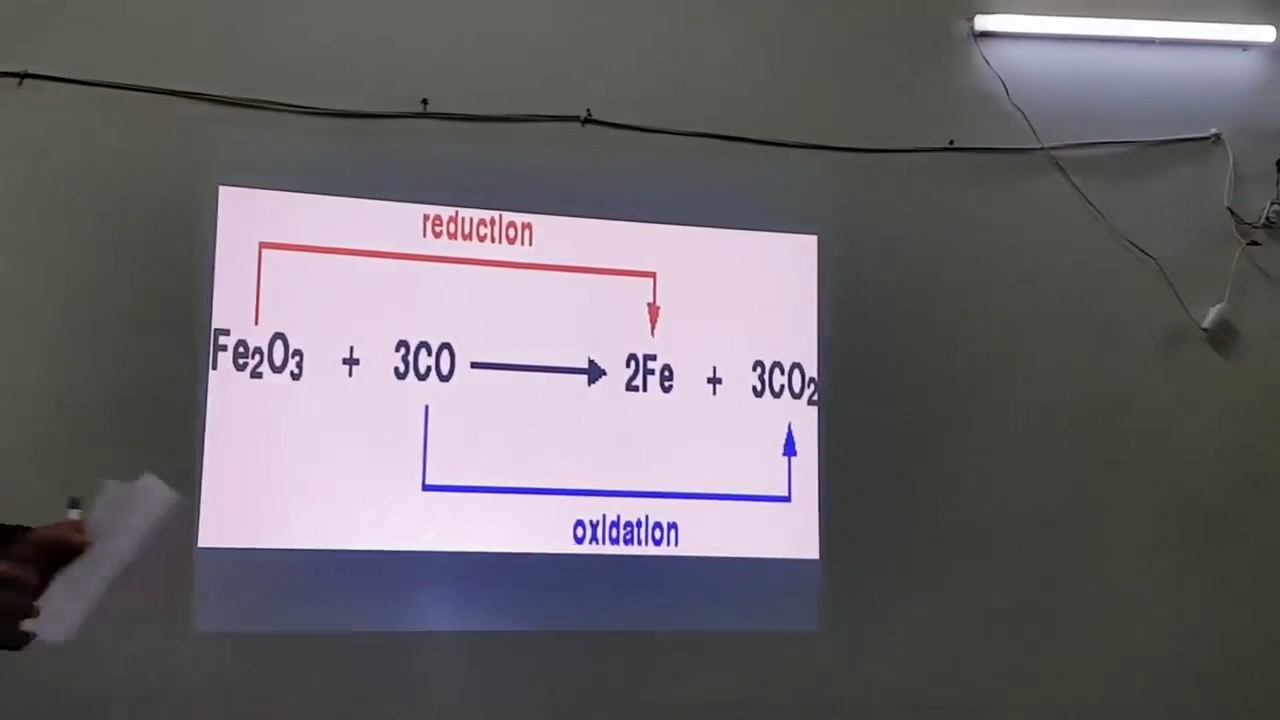 reduction
Fe₂O₃ + 3CO ⟶ 2Fe + 3CO₂
oxidation